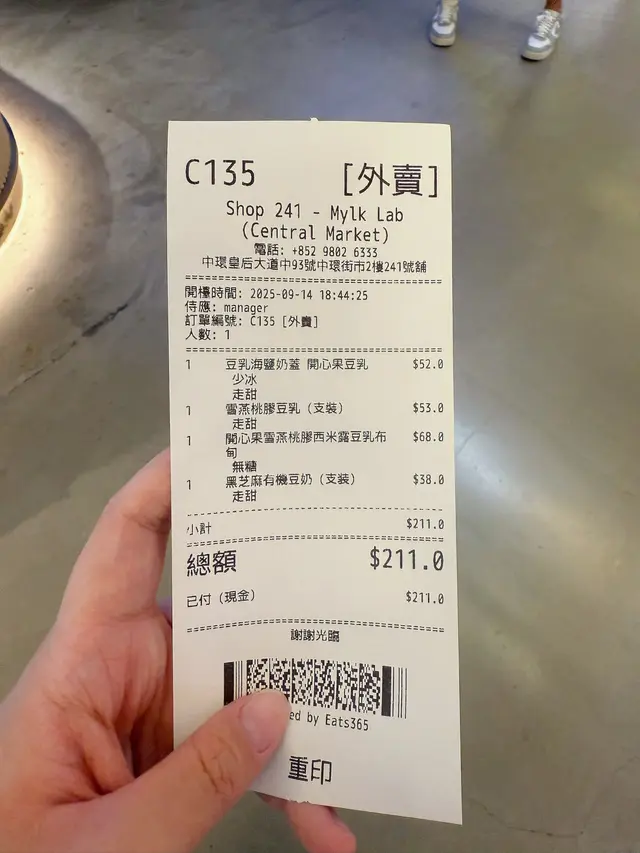 C135 [外賣]
Shop 241 - Mylk Lab
(Central Market)
電話: +852 9802 6333
中環皇后大道中93號中環街市2樓241號舖
開檯時間: 2025-09-14 18:44:25
侍應: manager
訂單編號: C135 [外賣]
人數: 1
1 豆乳海鹽奶蓋 開心果豆乳 $52.0
少冰
走甜
1 雪燕桃膠豆乳（支裝） $53.0
走甜
1 開心果雪燕桃膠西米露豆乳布 $68.0
甸
無糖
1 黑芝麻有機豆奶（支装） $38.0
走甜
小計 $211.0
總額 $211.0
已付（現金） $211.0
謝謝光臨
ed by Eats365
重印